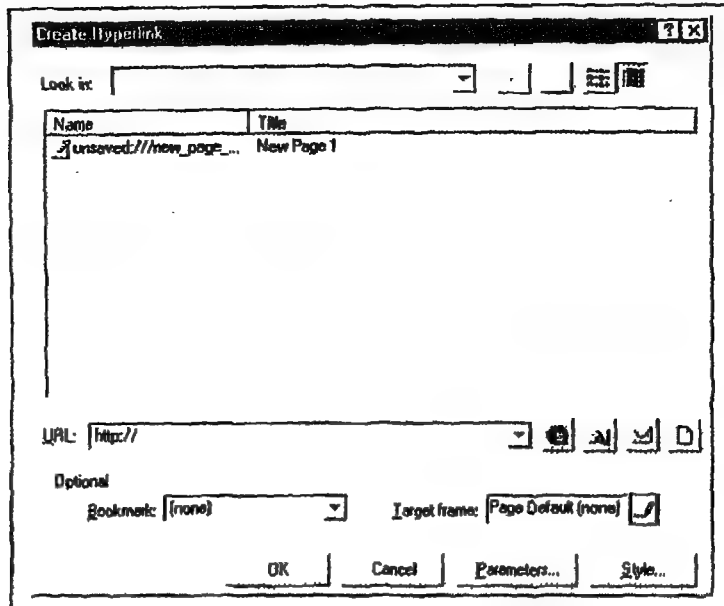 Create Hyperlink
Look in:
Name Title
unsaved:///new_page_... New Page 1
URL: http://
Optional
Bookmark: (none) Target frame: Page Default (none)
OK Cancel Parameters... Style...